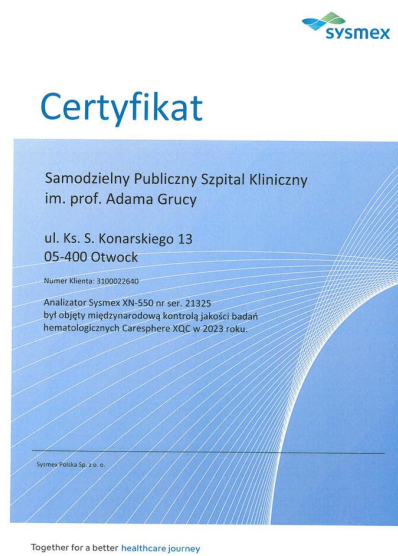 sysmex
Certyfikat
Samodzielny Publiczny Szpital Kliniczny
im. prof. Adama Grucy
ul. Ks. S. Konarskiego 13
05-400 Otwock
Numer Klienta: 3100022640
Analizator Sysmex XN-550 nr ser. 21325
był objęty międzynarodową kontrolą jakości badań
hematologicznych Caresphere XQC w 2023 roku.
Sysmex Polska Sp. z o. o.
Together for a better healthcare journey